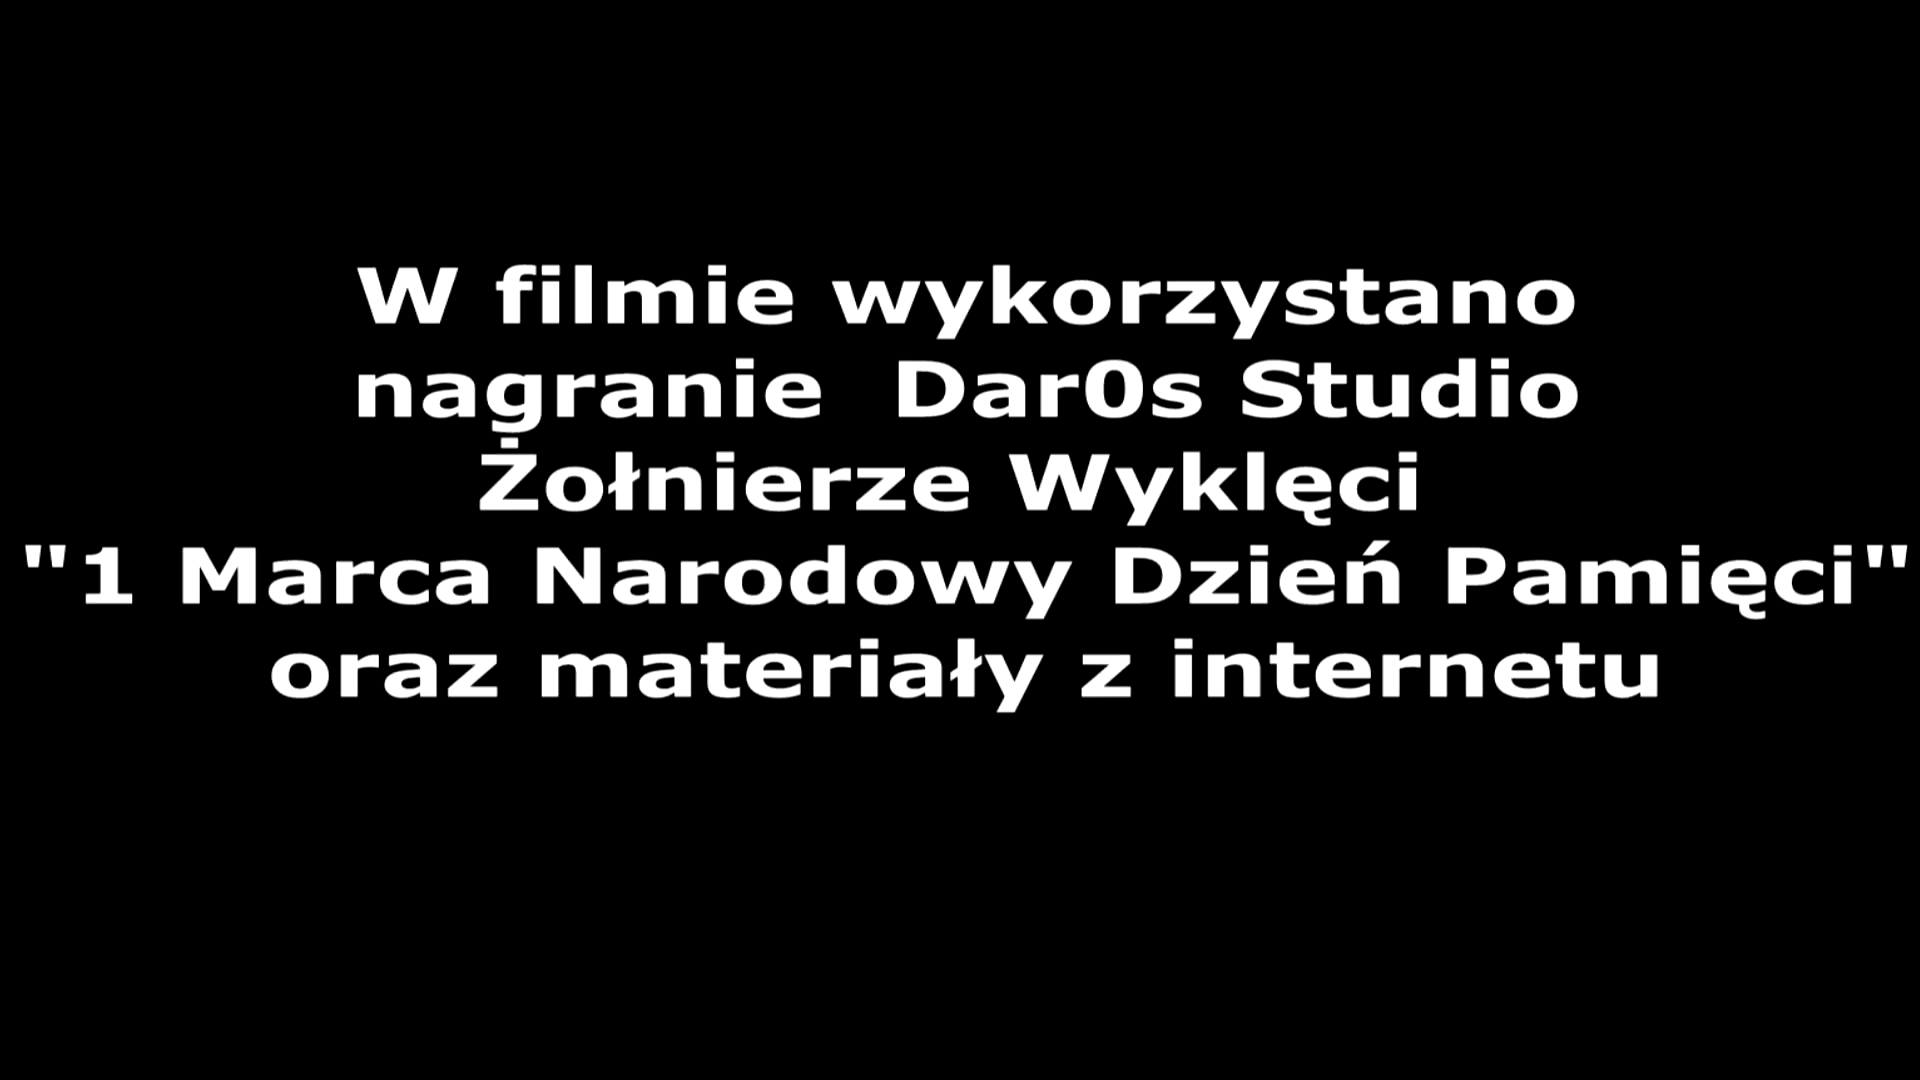 W filmie wykorzystano
nagranie  Dar0s Studio
Żołnierze Wyklęci
"1 Marca Narodowy Dzień Pamięci"
oraz materiały z internetu